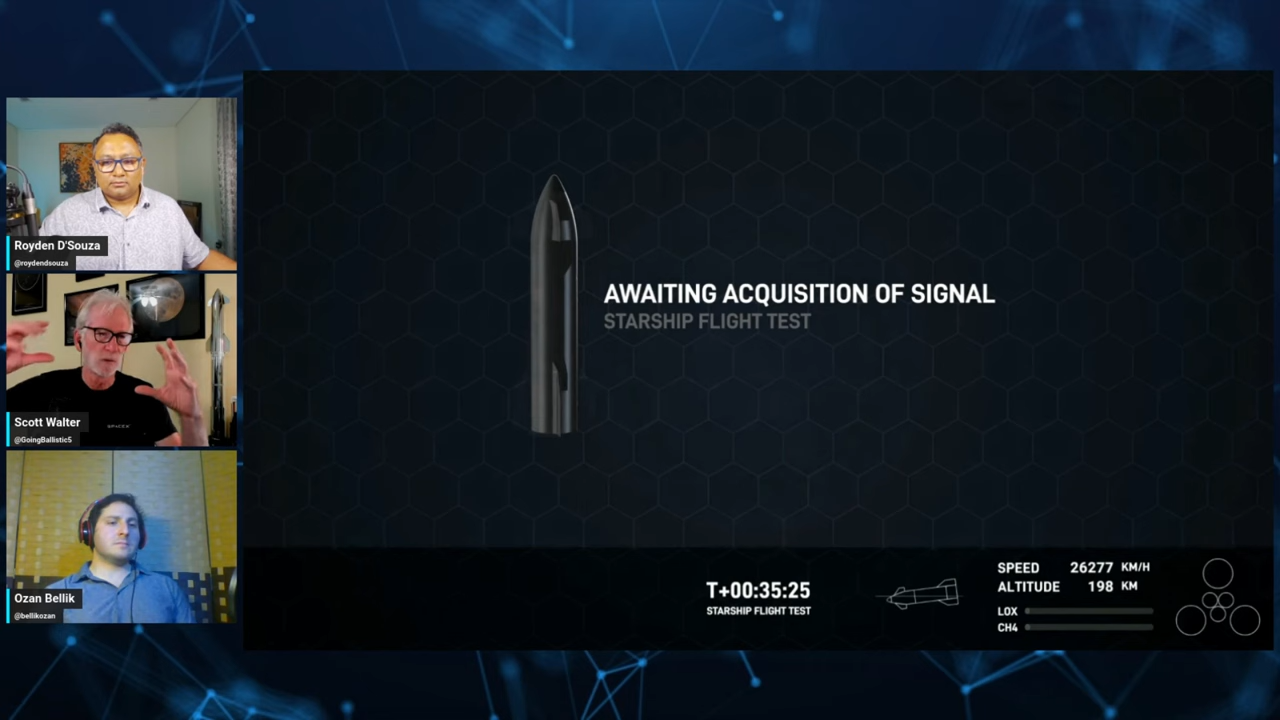 Royden D'Souza
@roydendsouza
SPACEX
Scott Walter
@GoingBallistic5
Ozan Bellik
@bellikozan
AWAITING ACQUISITION OF SIGNAL
STARSHIP FLIGHT TEST
T+00:35:25
STARSHIP FLIGHT TEST
SPEED 26277 KM/H
ALTITUDE 198 KM
LOX
CH4